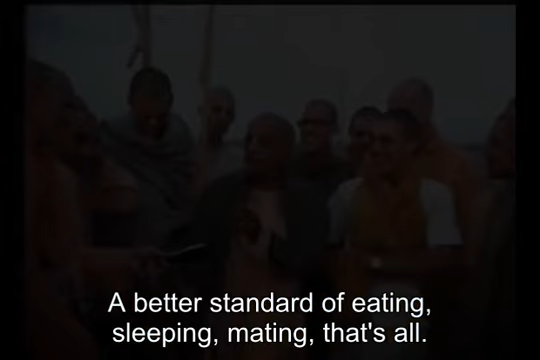 A better standard of eating,
sleeping, mating, that's all.